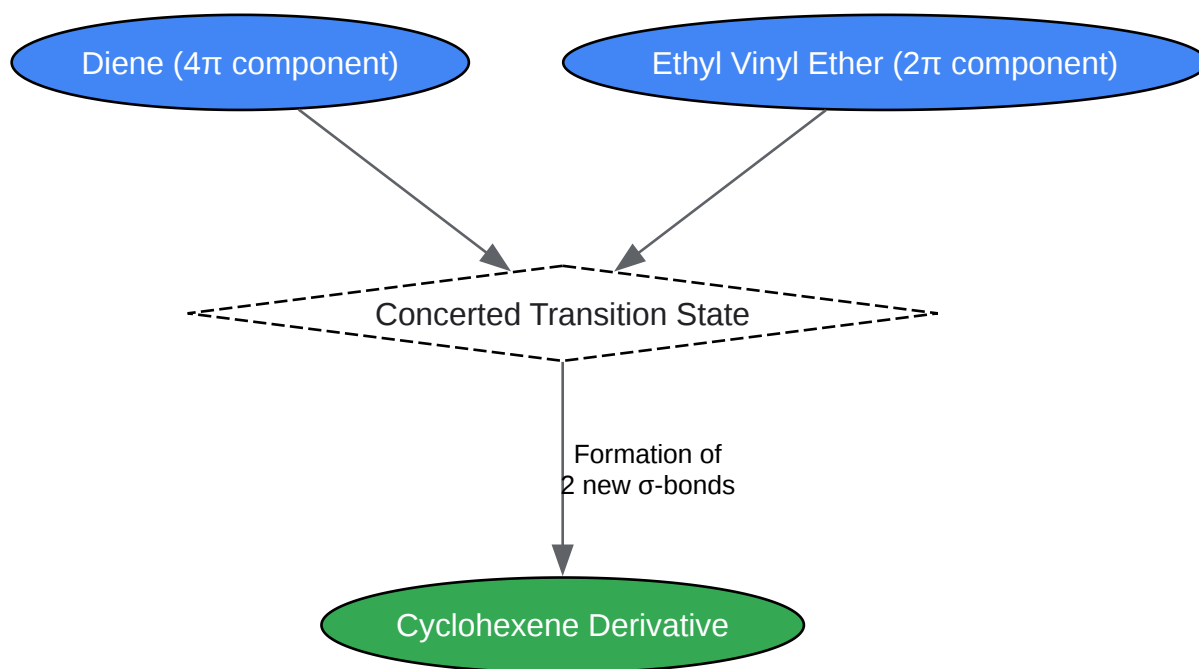 Diene (4π component)
Ethyl Vinyl Ether (2π component)
Concerted Transition State
Formation of
2 new σ-bonds
Cyclohexene Derivative